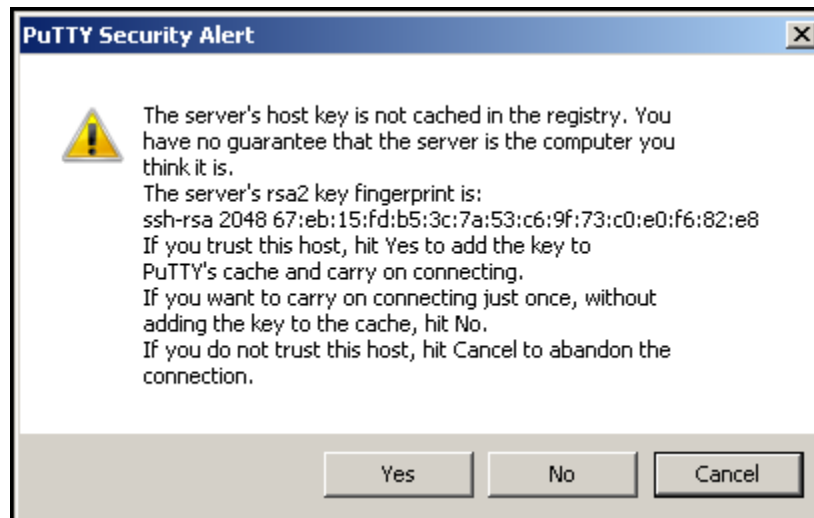 PuTTY Security Alert
The server's host key is not cached in the registry. You
have no guarantee that the server is the computer you
think it is.
The server's rsa2 key fingerprint is:
ssh-rsa 2048 67:eb:15:fd:b5:3c:7a:53:c6:9f:73:c0:e0:f6:82:e8
If you trust this host, hit Yes to add the key to
PuTTY's cache and carry on connecting.
If you want to carry on connecting just once, without
adding the key to the cache, hit No.
If you do not trust this host, hit Cancel to abandon the
connection.
Yes No Cancel